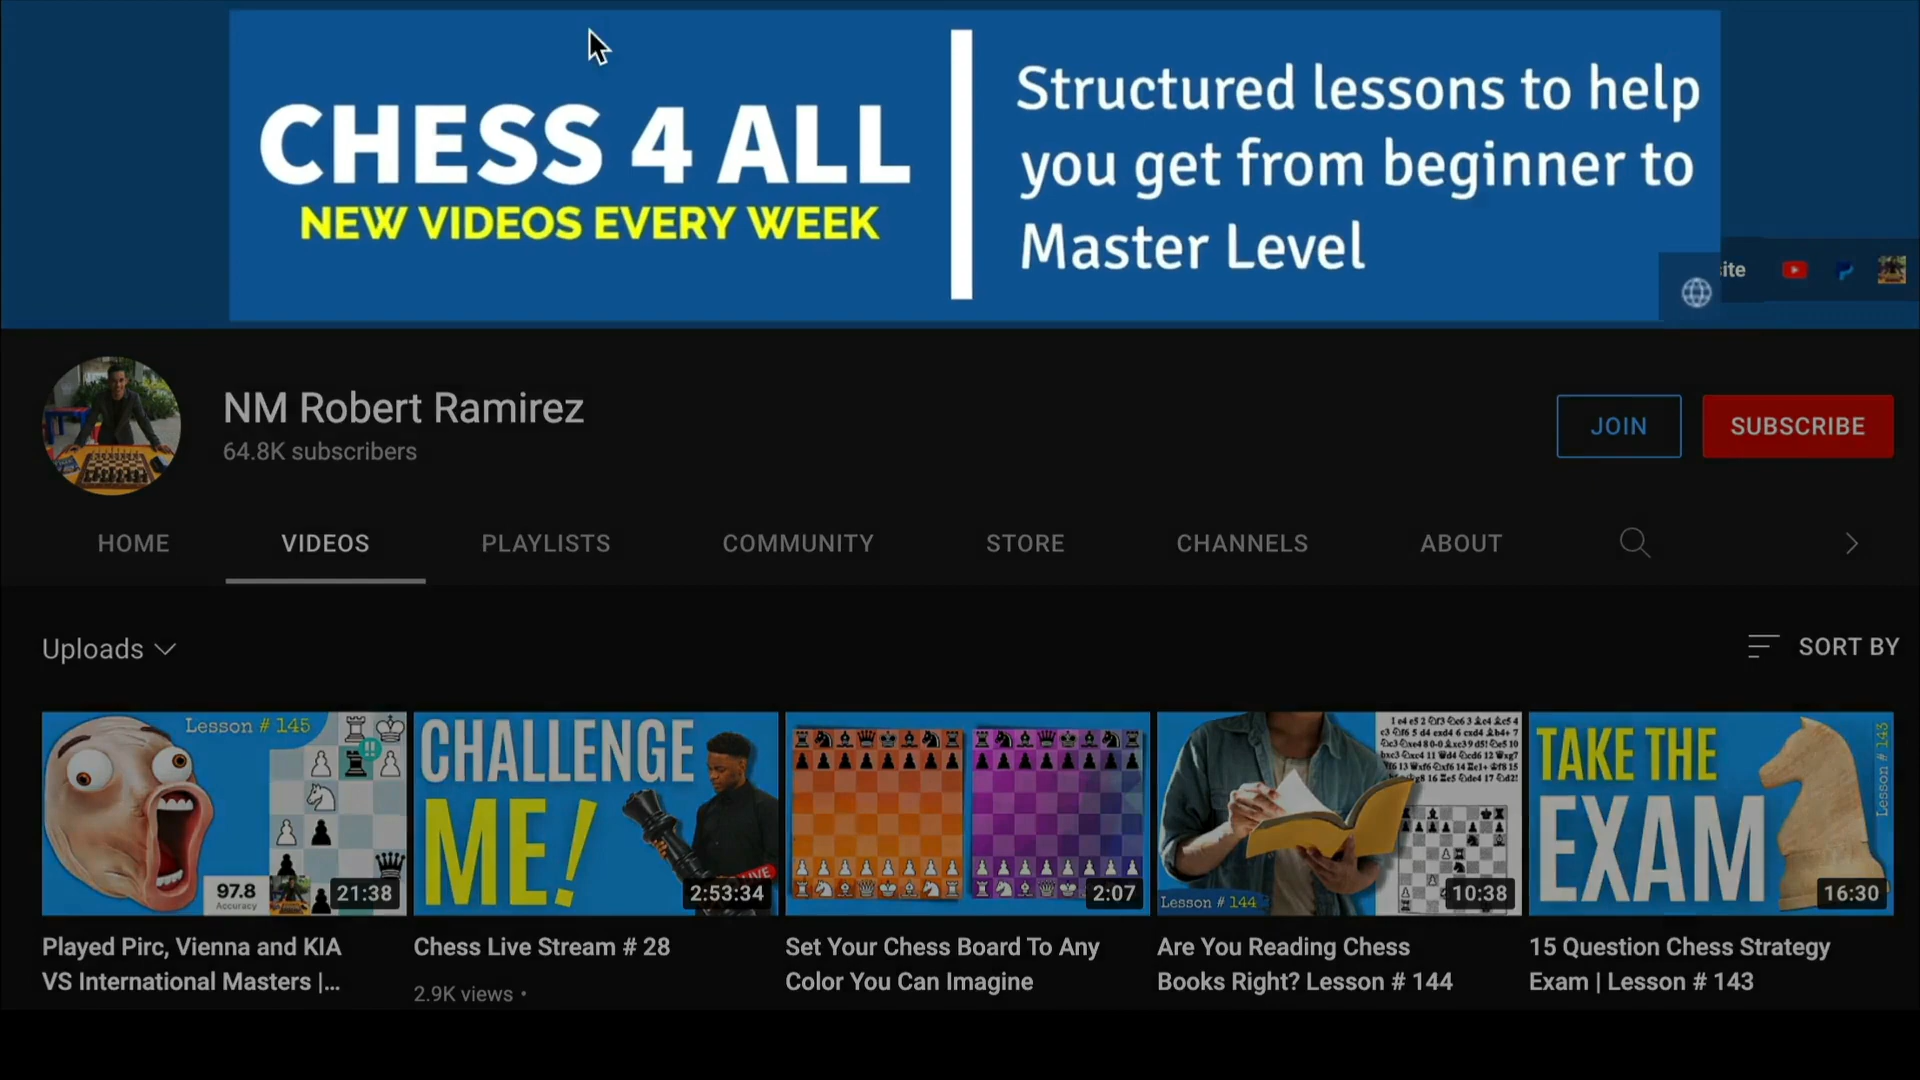 CHESS 4 ALL
NEW VIDEOS EVERY WEEK
Structured lessons to help
you get from beginner to
Master Level
ite
NM Robert Ramirez
64.8K subscribers
JOIN
SUBSCRIBE
HOME
VIDEOS
PLAYLISTS
COMMUNITY
STORE
CHANNELS
ABOUT
Uploads
SORT BY
Lesson # 145
97.8
Accuracy
21:38
CHALLENGE
ME!
LIVE
2:53:34
2:07
Lesson # 144
10:38
TAKE THE
EXAM
Lesson # 143
16:30
Played Pirc, Vienna and KIA
VS International Masters |...
Chess Live Stream # 28
2.9K views •
Set Your Chess Board To Any
Color You Can Imagine
Are You Reading Chess
Books Right? Lesson # 144
15 Question Chess Strategy
Exam | Lesson # 143